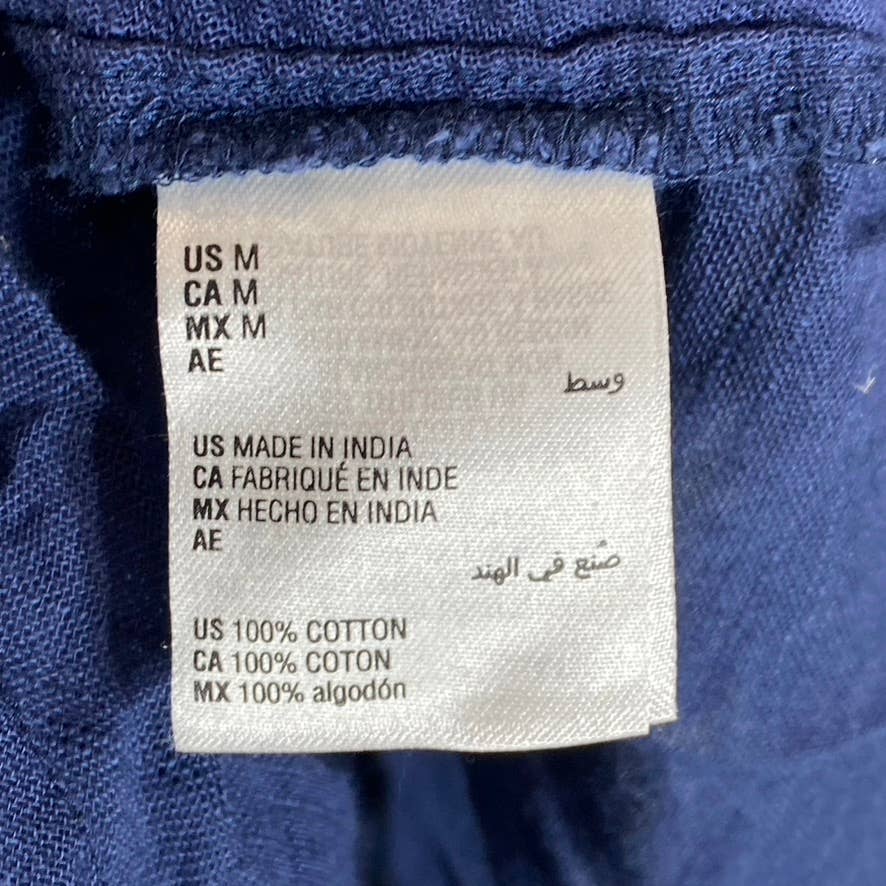 US M
CA M
MX M
AE
وسط
US MADE IN INDIA
CA FABRIQUÉ EN INDE
MX HECHO EN INDIA
AE
صُنع في الهند
US 100% COTTON
CA 100% COTON
MX 100% algodón